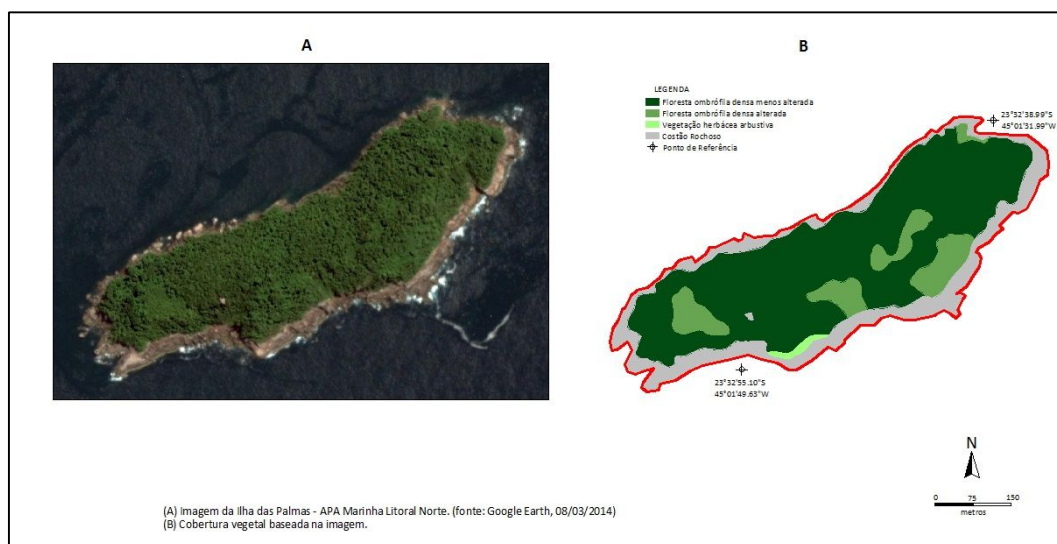 A
B
LEGENDA
Floresta ombrófila densa menos alterada
Floresta ombrófila densa alterada
Vegetação herbácea arbustiva
Costão Rochoso
Ponto de Referência
23°32'38.99"S
45°01'31.99"W
23°32'55.10"S
45°01'49.63"W
N
0 75 150
metros
(A) Imagem da Ilha das Palmas - APA Marinha Litoral Norte. (fonte: Google Earth, 08/03/2014)
(B) Cobertura vegetal baseada na imagem.